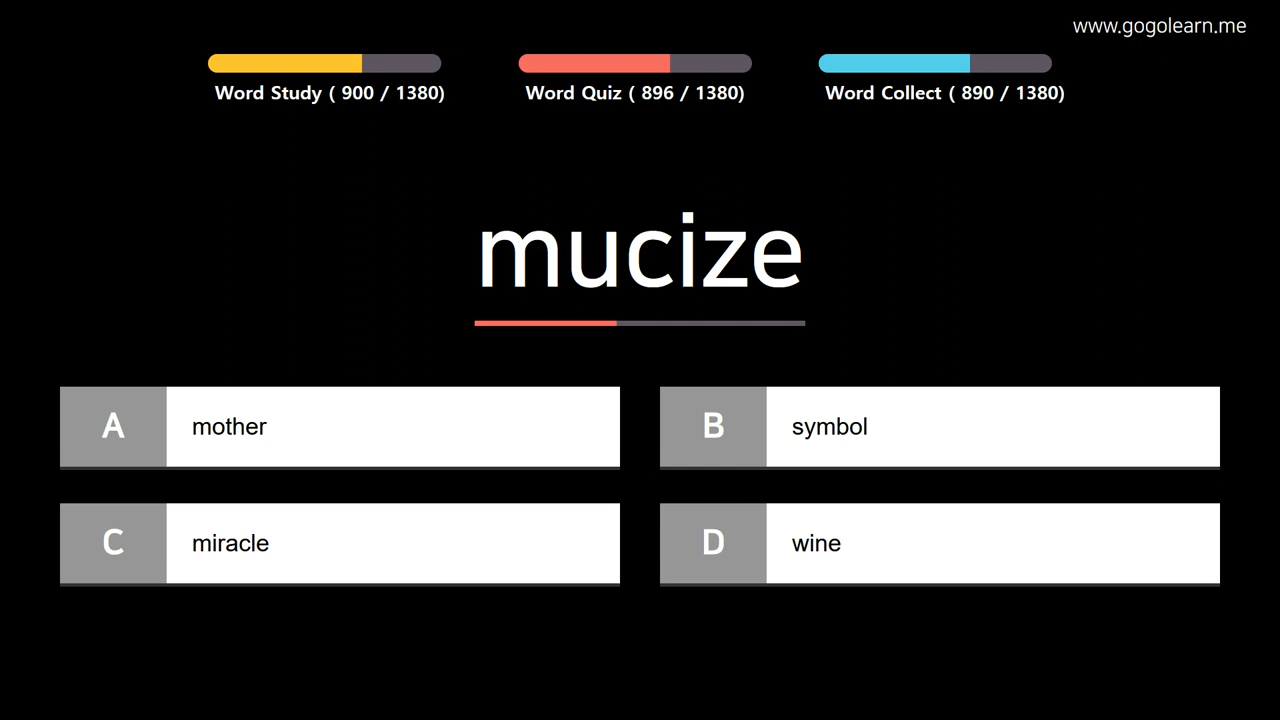 www.gogolearn.me
Word Study ( 900 / 1380)
Word Quiz ( 896 / 1380)
Word Collect ( 890 / 1380)
mucize
A mother
B symbol
C miracle
D wine